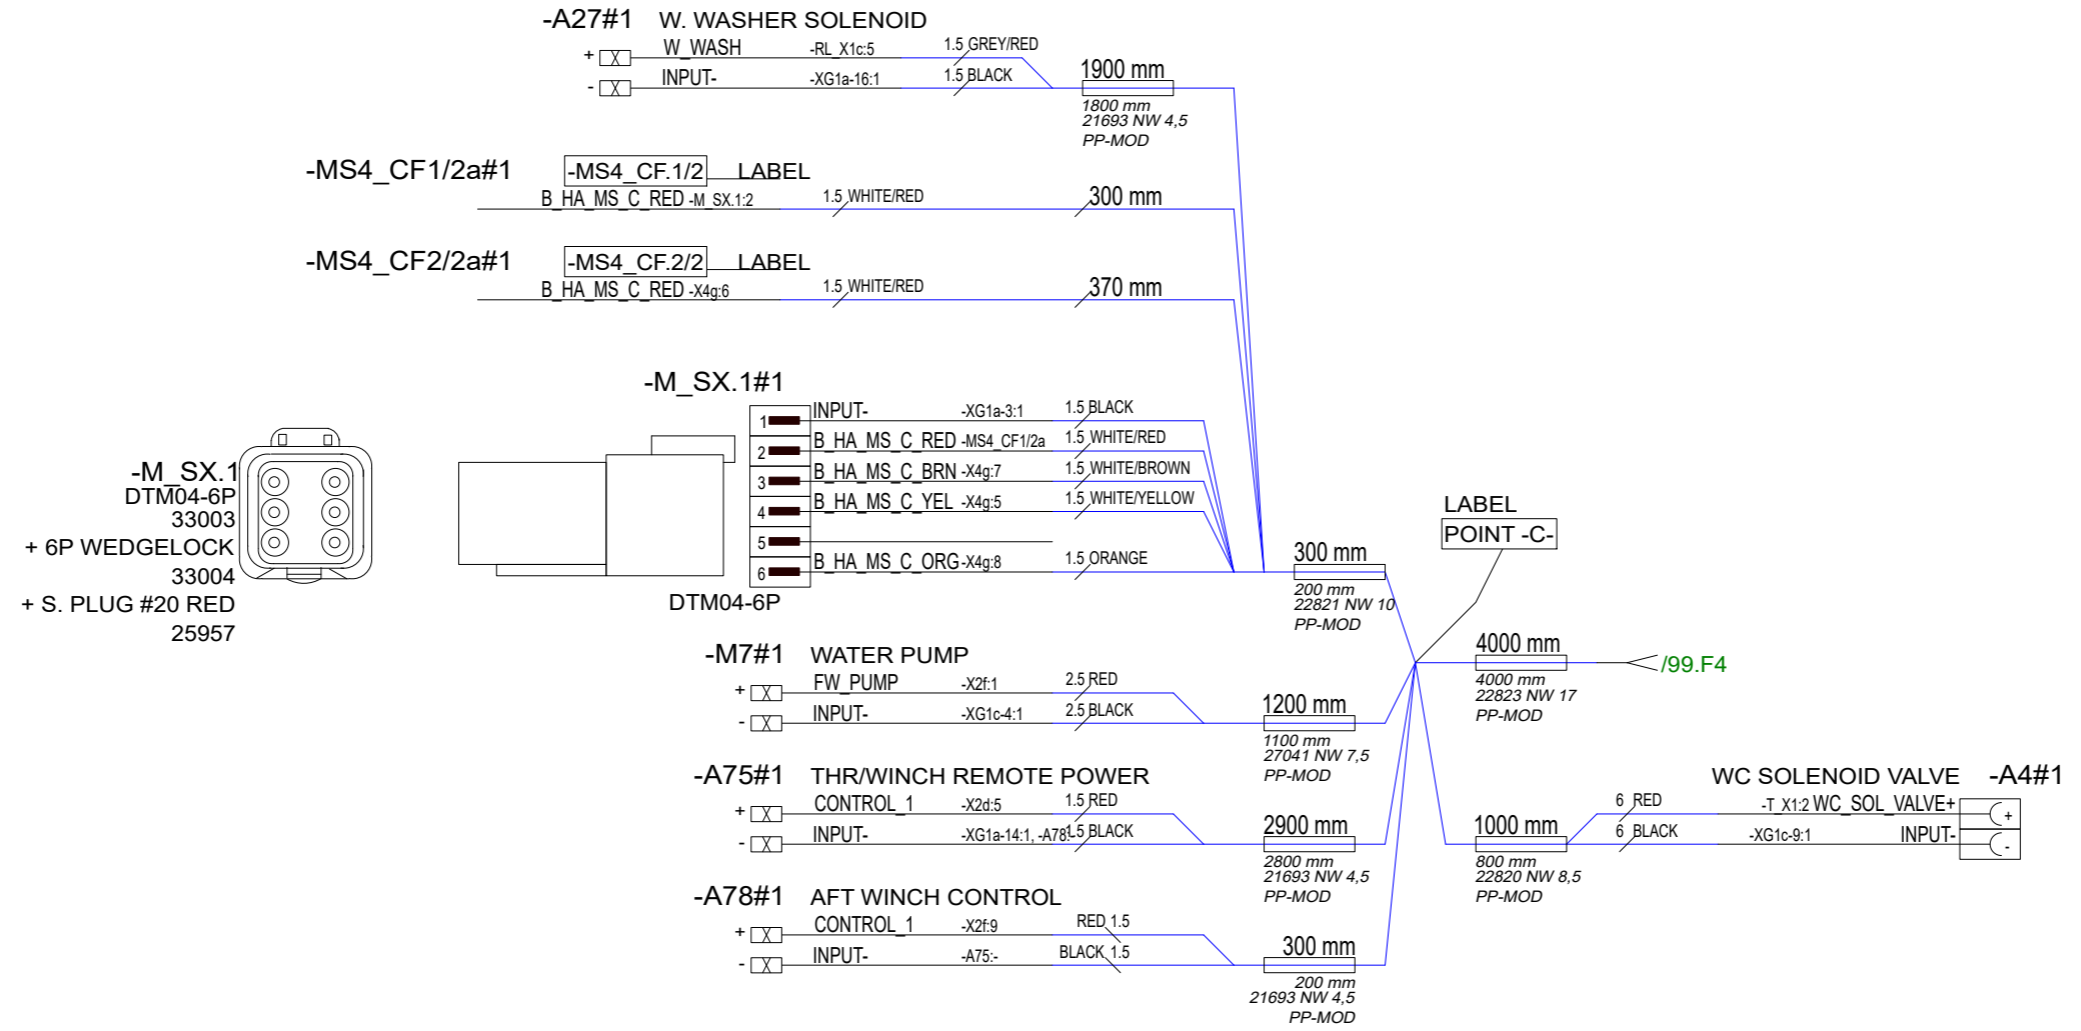 -A27#1 W. WASHER SOLENOID
+ X W_WASH -RL_X1c:5 1.5 GREY/RED
- X INPUT- -XG1a-16:1 1.5 BLACK
1900 mm
1800 mm
21693 NW 4,5
PP-MOD
-MS4_CF1/2a#1 -MS4_CF.1/2 LABEL
B_HA_MS_C_RED -M_SX.1:2 1.5 WHITE/RED 300 mm
-MS4_CF2/2a#1 -MS4_CF.2/2 LABEL
B_HA_MS_C_RED -X4g:6 1.5 WHITE/RED 370 mm
-M_SX.1#1
1 INPUT- -XG1a-3:1 1.5 BLACK
2 B_HA_MS_C_RED -MS4_CF1/2a 1.5 WHITE/RED
3 B_HA_MS_C_BRN -X4g:7 1.5 WHITE/BROWN
4 B_HA_MS_C_YEL -X4g:5 1.5 WHITE/YELLOW
5
6 B_HA_MS_C_ORG -X4g:8 1.5 ORANGE
DTM04-6P
-M_SX.1
DTM04-6P
33003
+ 6P WEDGELOCK
33004
+ S. PLUG #20 RED
25957
300 mm
200 mm
22821 NW 10
PP-MOD
LABEL
POINT -C-
4000 mm
4000 mm
22823 NW 17
PP-MOD
/99.F4
-M7#1 WATER PUMP
+ X FW_PUMP -X2f:1 2.5 RED
- X INPUT- -XG1c-4:1 2.5 BLACK
1200 mm
1100 mm
27041 NW 7,5
PP-MOD
-A75#1 THR/WINCH REMOTE POWER
+ X CONTROL_1 -X2d:5 1.5 RED
- X INPUT- -XG1a-14:1, -A78:- 1.5 BLACK
2900 mm
2800 mm
21693 NW 4,5
PP-MOD
WC SOLENOID VALVE -A4#1
6 RED -T_X1:2 WC_SOL_VALVE+ +
6 BLACK -XG1c-9:1 INPUT- -
1000 mm
800 mm
22820 NW 8,5
PP-MOD
-A78#1 AFT WINCH CONTROL
+ X CONTROL_1 -X2f:9 RED 1.5
- X INPUT- -A75:- BLACK 1.5
300 mm
200 mm
21693 NW 4,5
PP-MOD